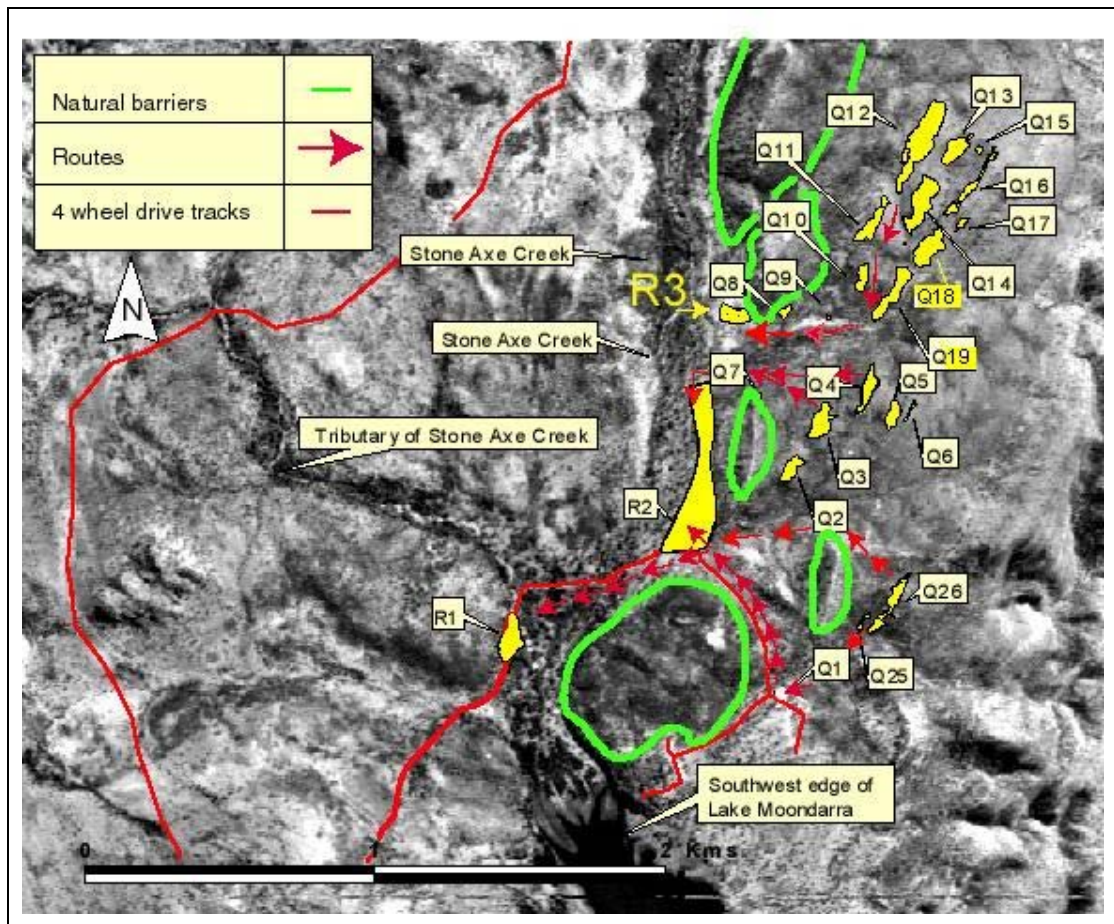 Natural barriers
Routes
4 wheel drive tracks
N
Q13
Q12
Q15
Q11
Q16
Q10
Q17
Stone Axe Creek
Q8
Q9
Q14
R3
Q18
Stone Axe Creek
Q19
Q7
Q4
Q5
Tributary of Stone Axe Creek
Q6
Q3
R2
Q2
Q26
R1
Q1
Q25
Southwest edge of
Lake Moondarra
0 1 2 Kms